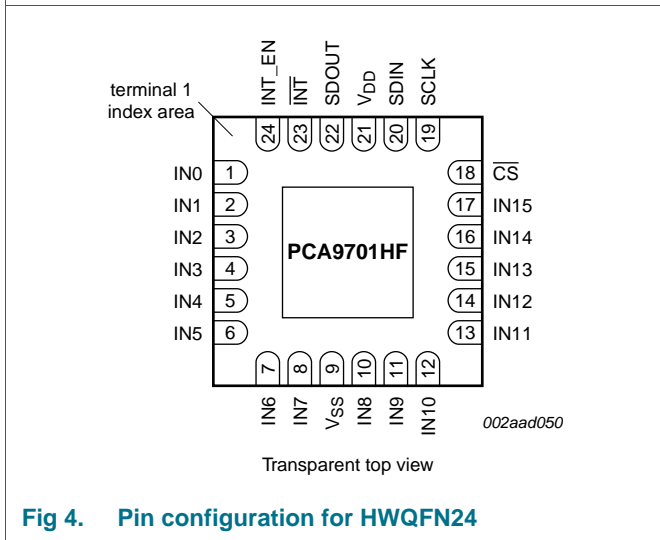 INT_EN
INT
SDOUT
VDD
SDIN
SCLK
terminal 1
index area
24 23 22 21 20 19
IN0 1 18 CS
IN1 2 17 IN15
IN2 3 16 IN14
PCA9701HF
IN3 4 15 IN13
IN4 5 14 IN12
IN5 6 13 IN11
7 8 9 10 11 12
IN6
IN7
VSS
IN8
IN9
IN10
002aad050
Transparent top view
Fig 4. Pin configuration for HWQFN24